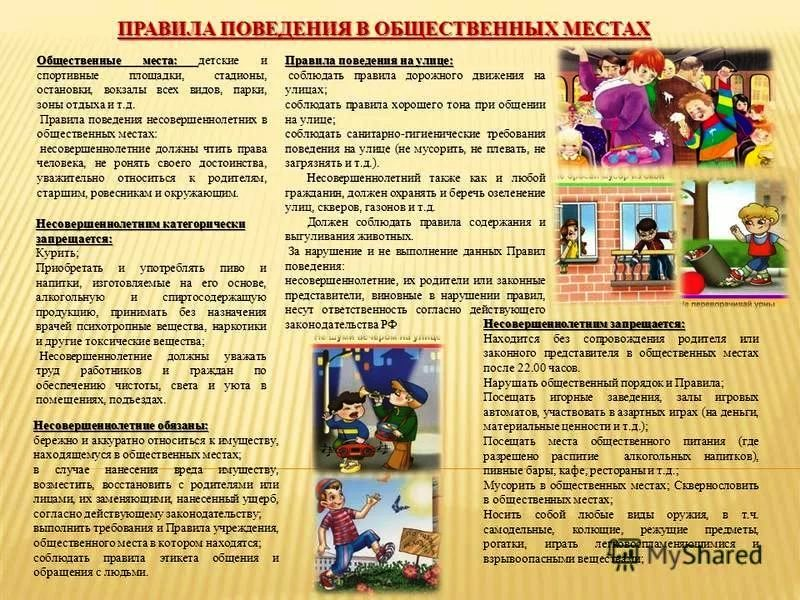 ПРАВИЛА ПОВЕДЕНИЯ В ОБЩЕСТВЕННЫХ МЕСТАХ
Общественные места: детские и
спортивные площадки, стадионы,
остановки, вокзалы всех видов, парки,
зоны отдыха и т.д.
Правила поведения несовершеннолетних в
общественных местах:
несовершеннолетние должны чтить права
человека, не ронять своего достоинства,
уважительно относиться к родителям,
старшим, ровесникам и окружающим.
Несовершеннолетним категорически
запрещается:
Курить;
Приобретать и употреблять пиво и
напитки, изготовляемые на его основе,
алкогольную и спиртосодержащую
продукцию, принимать без назначения
врачей психотропные вещества, наркотики
и другие токсические вещества;
Несовершеннолетние должны уважать
труд работников и граждан по
обеспечению чистоты, света и уюта в
помещениях, подъездах.
Несовершеннолетние обязаны:
бережно и аккуратно относиться к имуществу,
находящемуся в общественных местах;
в случае нанесения вреда имуществу,
возместить, восстановить с родителями или
лицами, их заменяющими, нанесенный ущерб,
согласно действующему законодательству;
выполнить требования и Правила учреждения,
общественного места в котором находятся;
соблюдать правила этикета общения и
обращения с людьми.
Правила поведения на улице:
соблюдать правила дорожного движения на
улицах;
соблюдать правила хорошего тона при общении
на улице;
соблюдать санитарно-гигиенические требования
поведения на улице (не мусорить, не плевать, не
загрязнять и т.д.).
Несовершеннолетний также как и любой
гражданин, должен охранять и беречь озеленение
улиц, скверов, газонов и т.д.
Должен соблюдать правила содержания и
выгуливания животных.
За нарушение и не выполнение данных Правил
поведения:
несовершеннолетние, их родители или законные
представители, виновные в нарушении правил,
несут ответственность согласно действующего
законодательства РФ
Не шуми вечером на улице
Не бросай мусор из окон
Не переворачивай урны
Несовершеннолетним запрещается:
Находится без сопровождения родителя или
законного представителя в общественных местах
после 22.00 часов.
Нарушать общественный порядок и Правила;
Посещать игорные заведения, залы игровых
автоматов, участвовать в азартных играх (на деньги,
материальные ценности и т.д.);
Посещать места общественного питания (где
разрешено распитие алкогольных напитков),
пивные бары, кафе, рестораны и т.д.;
Мусорить в общественных местах; Сквернословить
в общественных местах;
Носить собой любые виды оружия, в т.ч.
самодельные, колющие, режущие предметы,
рогатки, играть легковоспламеняющимися и
взрывоопасными веществами;
MyShared